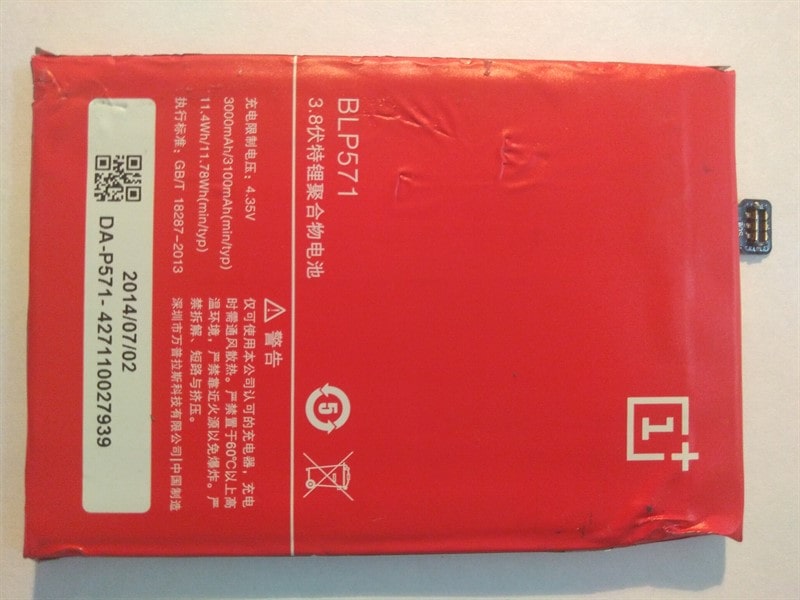 1+
BLP571
3.8伏特锂聚合物电池
5
充电限制电压：4.35V
3000mAh/3100mAh(min/typ)
11.4Wh/11.78Wh(min/typ)
执行标准：GB/T 18287-2013
警告
仅可使用本公司认可的充电器，充电
时需通风散热。严禁置于60℃以上高
温环境，严禁靠近火源以免爆炸。严
禁拆解、短路与挤压。
深圳市万普拉斯科技有限公司|中国制造
2014/07/02
DA-P571- 427110027939